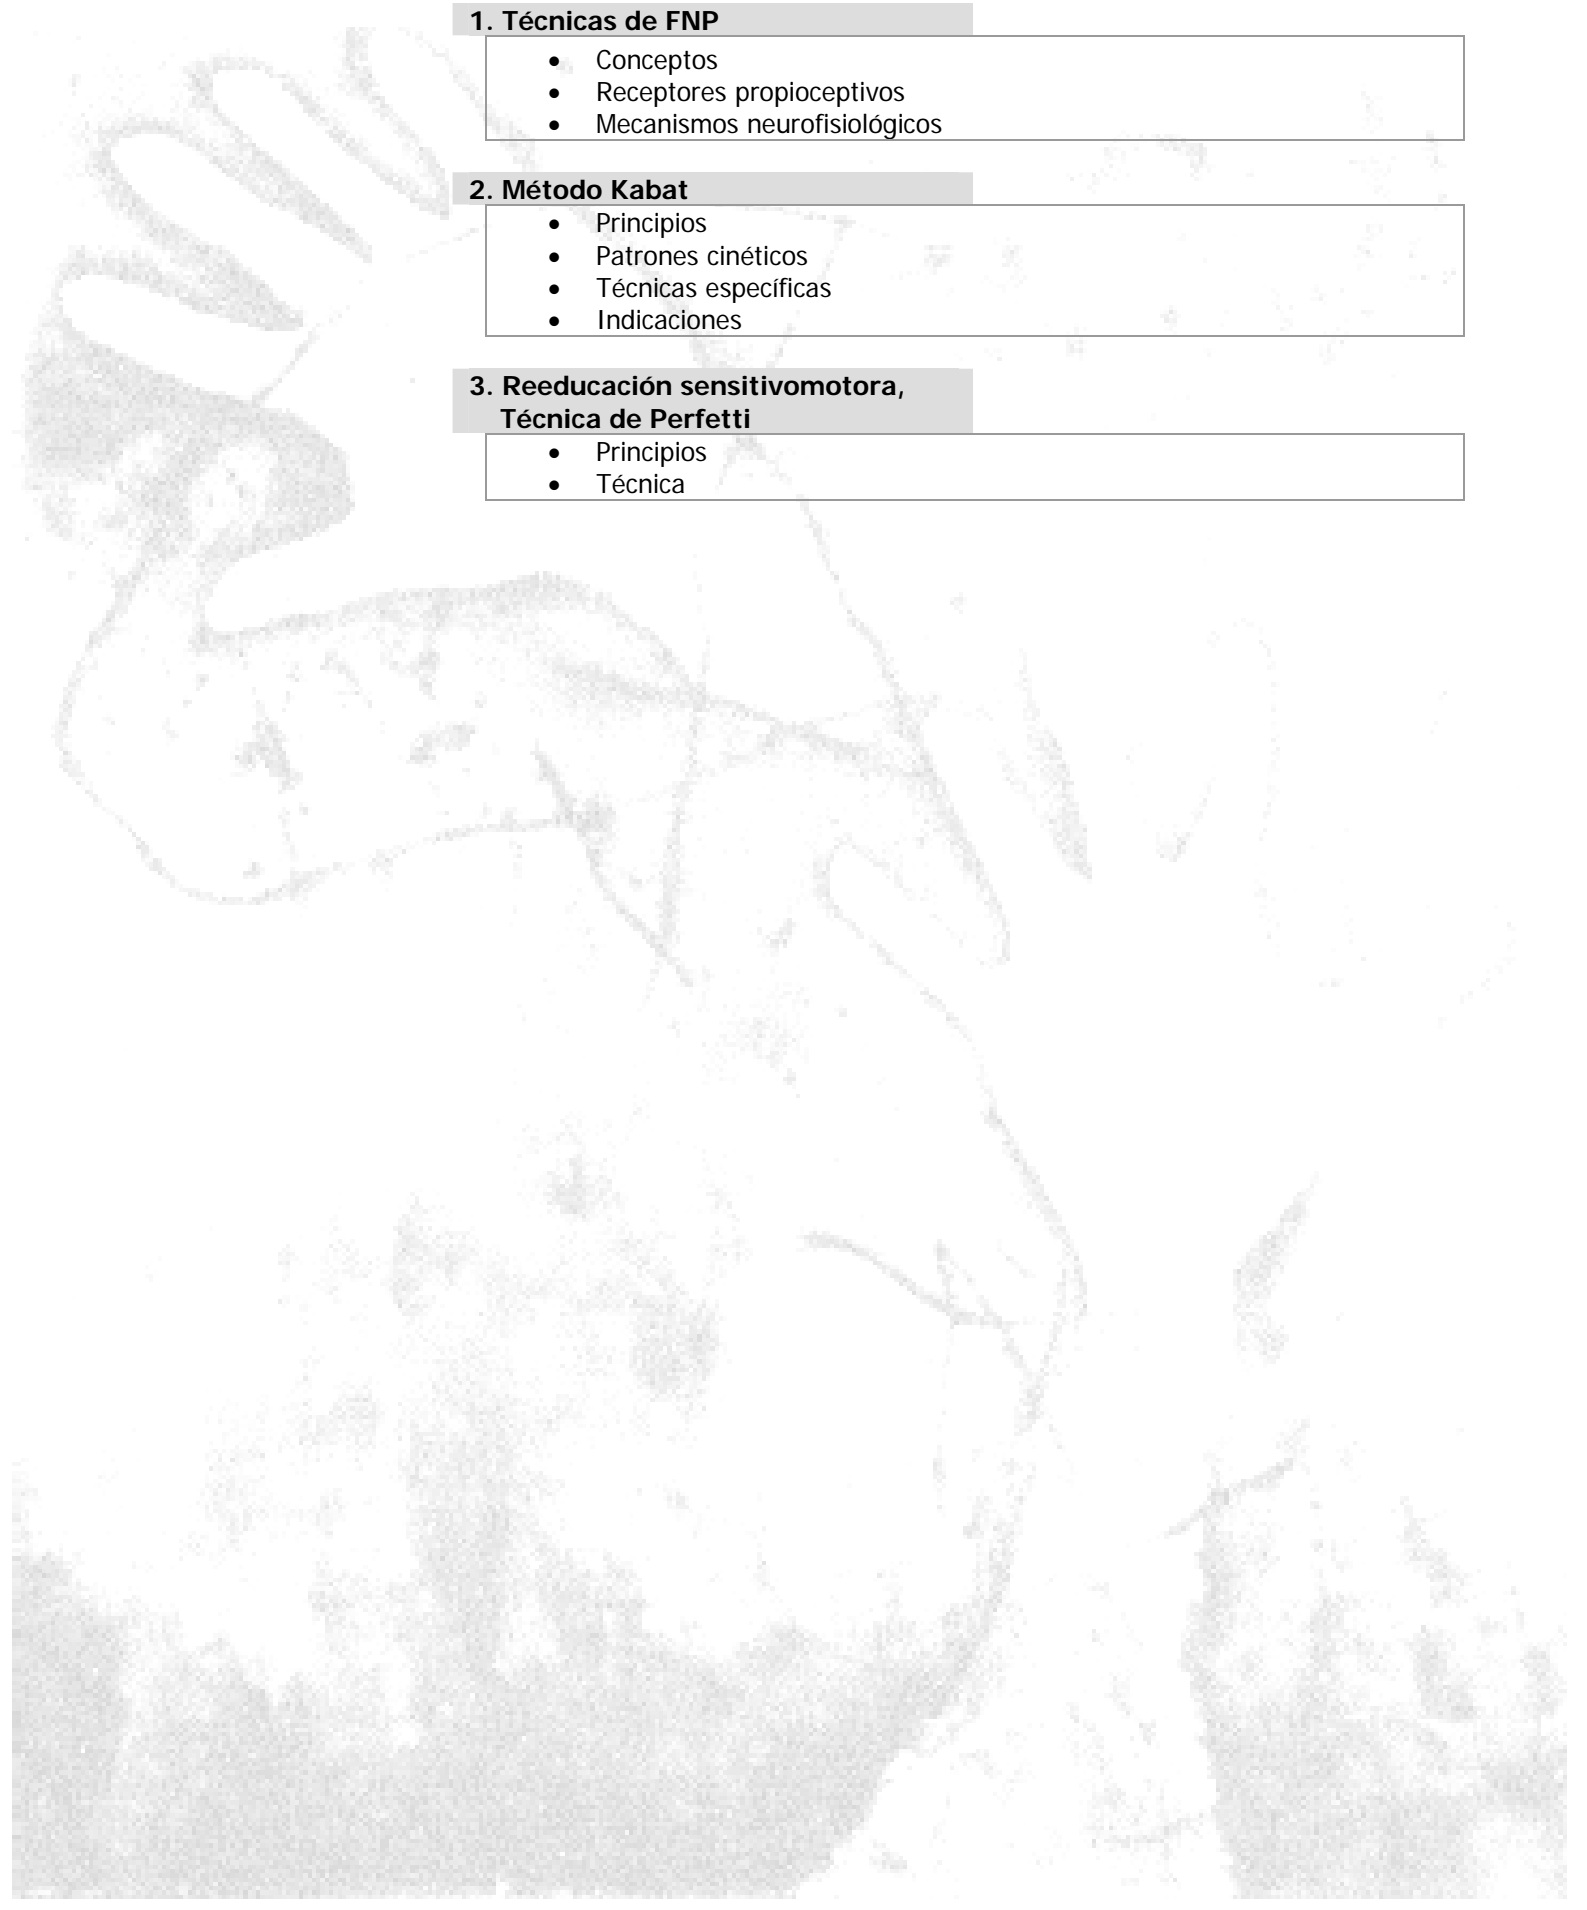 1. Técnicas de FNP
• Conceptos
• Receptores propioceptivos
• Mecanismos neurofisiológicos
2. Método Kabat
• Principios
• Patrones cinéticos
• Técnicas específicas
• Indicaciones
3. Reeducación sensitivomotora,
Técnica de Perfetti
• Principios
• Técnica